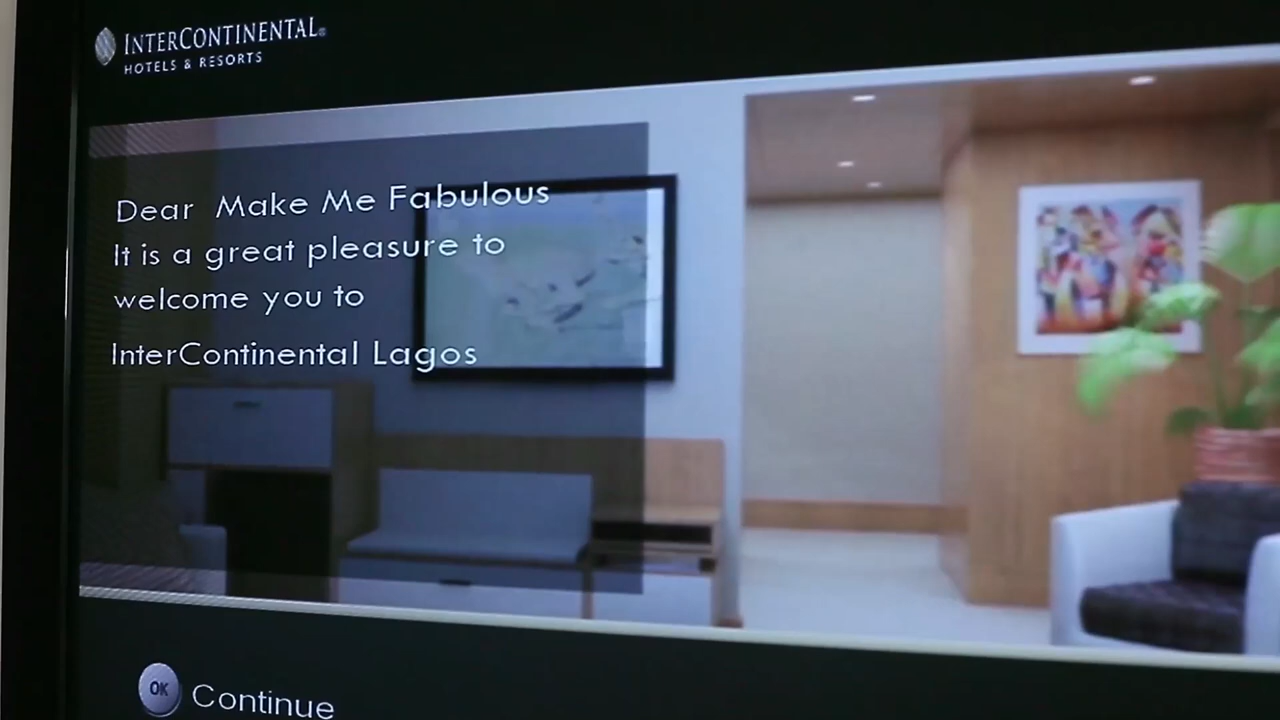 INTERCONTINENTAL®
HOTELS & RESORTS
Dear Make Me Fabulous
It is a great pleasure to
welcome you to
InterContinental Lagos
OK Continue